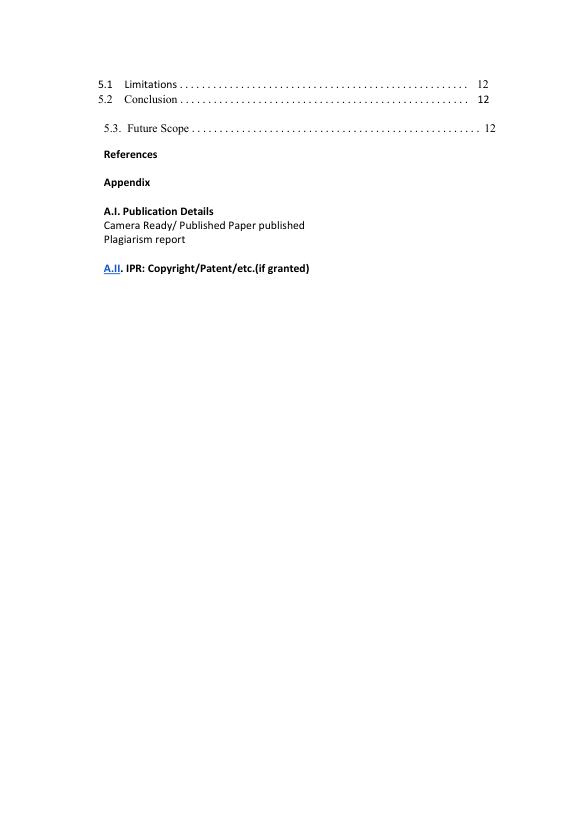 5.1 Limitations . . . . . . . . . . . . . . . . . . . . . . . . . . . . . . . . . . . . . . . . . . . . . . . . . . . . . 12
5.2 Conclusion . . . . . . . . . . . . . . . . . . . . . . . . . . . . . . . . . . . . . . . . . . . . . . . . . . . . . 12
5.3. Future Scope . . . . . . . . . . . . . . . . . . . . . . . . . . . . . . . . . . . . . . . . . . . . . . . . . . . . . 12
References
Appendix
A.I. Publication Details
Camera Ready/ Published Paper published
Plagiarism report
A.II. IPR: Copyright/Patent/etc.(if granted)